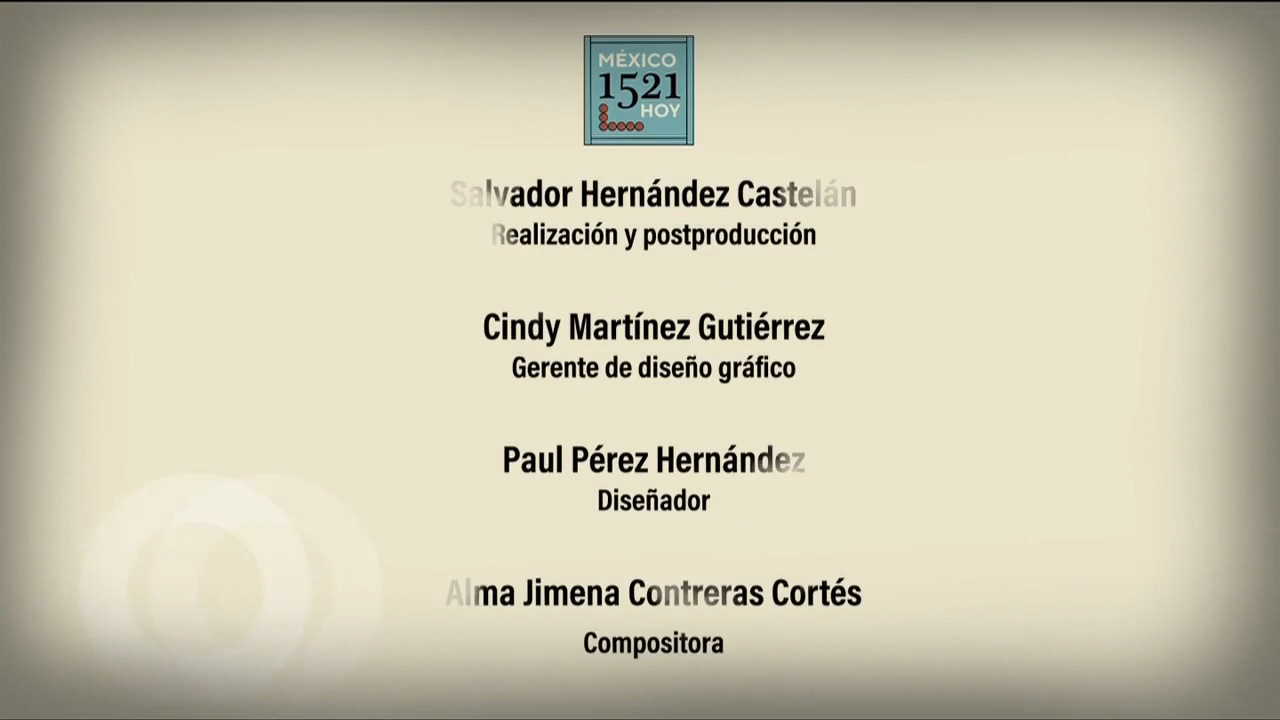 MÉXICO
1521
HOY
Salvador Hernández Castelán
Realización y postproducción
Cindy Martínez Gutiérrez
Gerente de diseño gráfico
Paul Pérez Hernández
Diseñador
Alma Jimena Contreras Cortés
Compositora